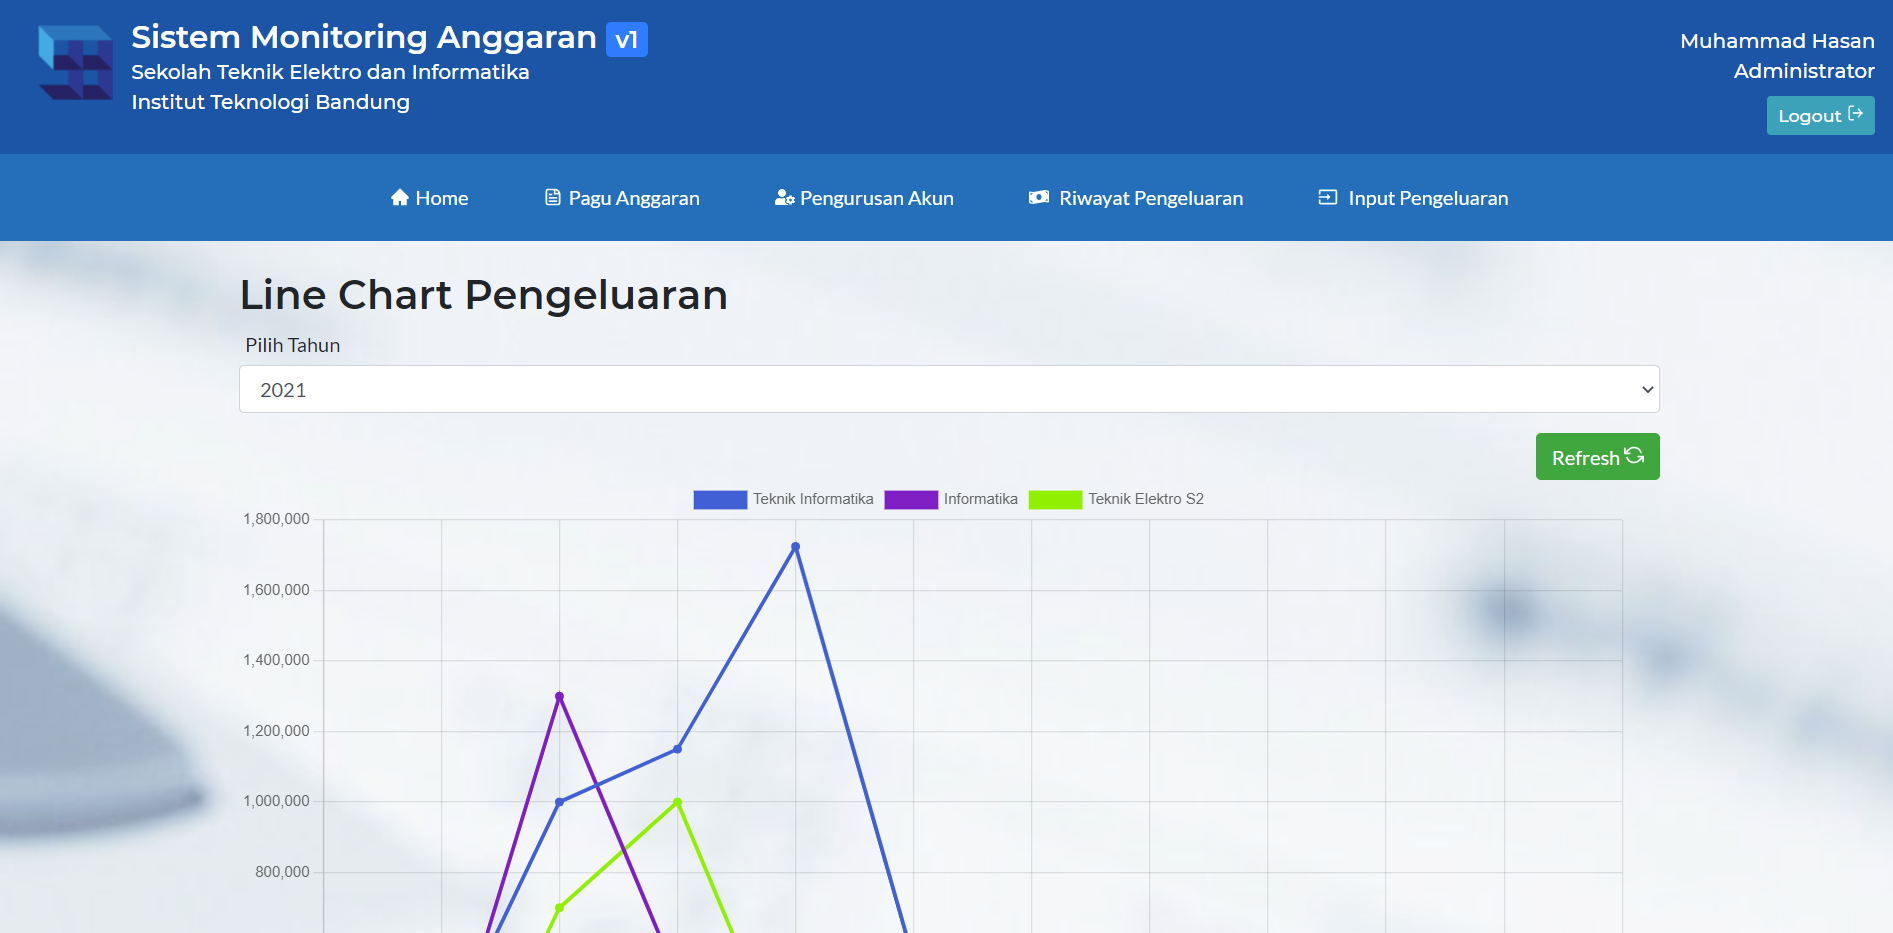 Sistem Monitoring Anggaran v1
Sekolah Teknik Elektro dan Informatika
Institut Teknologi Bandung
Muhammad Hasan
Administrator
Logout
Home
Pagu Anggaran
Pengurusan Akun
Riwayat Pengeluaran
Input Pengeluaran
Line Chart Pengeluaran
Pilih Tahun
2021
Refresh
Teknik Informatika
Informatika
Teknik Elektro S2
1,800,000
1,600,000
1,400,000
1,200,000
1,000,000
800,000